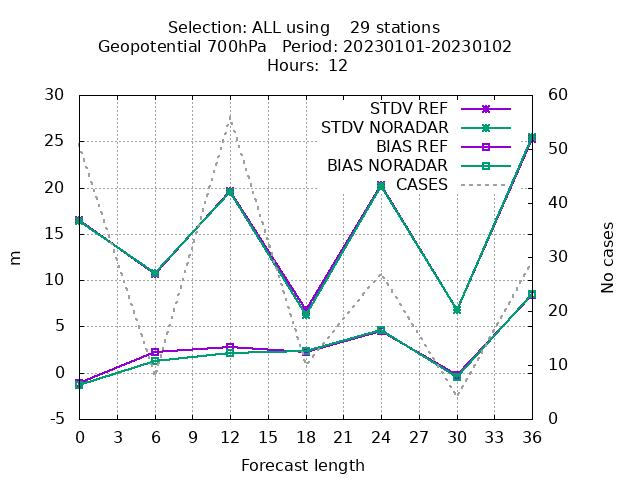 Selection: ALL using    29 stations
Geopotential 700hPa   Period: 20230101-20230102
Hours: 12
30 60
STDV REF
STDV NORADAR
BIAS REF
BIAS NORADAR
CASES
25 50
20 40
15 30
10 20
5 10
0
-5 0
m
No cases
0 3 6 9 12 15 18 21 24 27 30 33 36
Forecast length